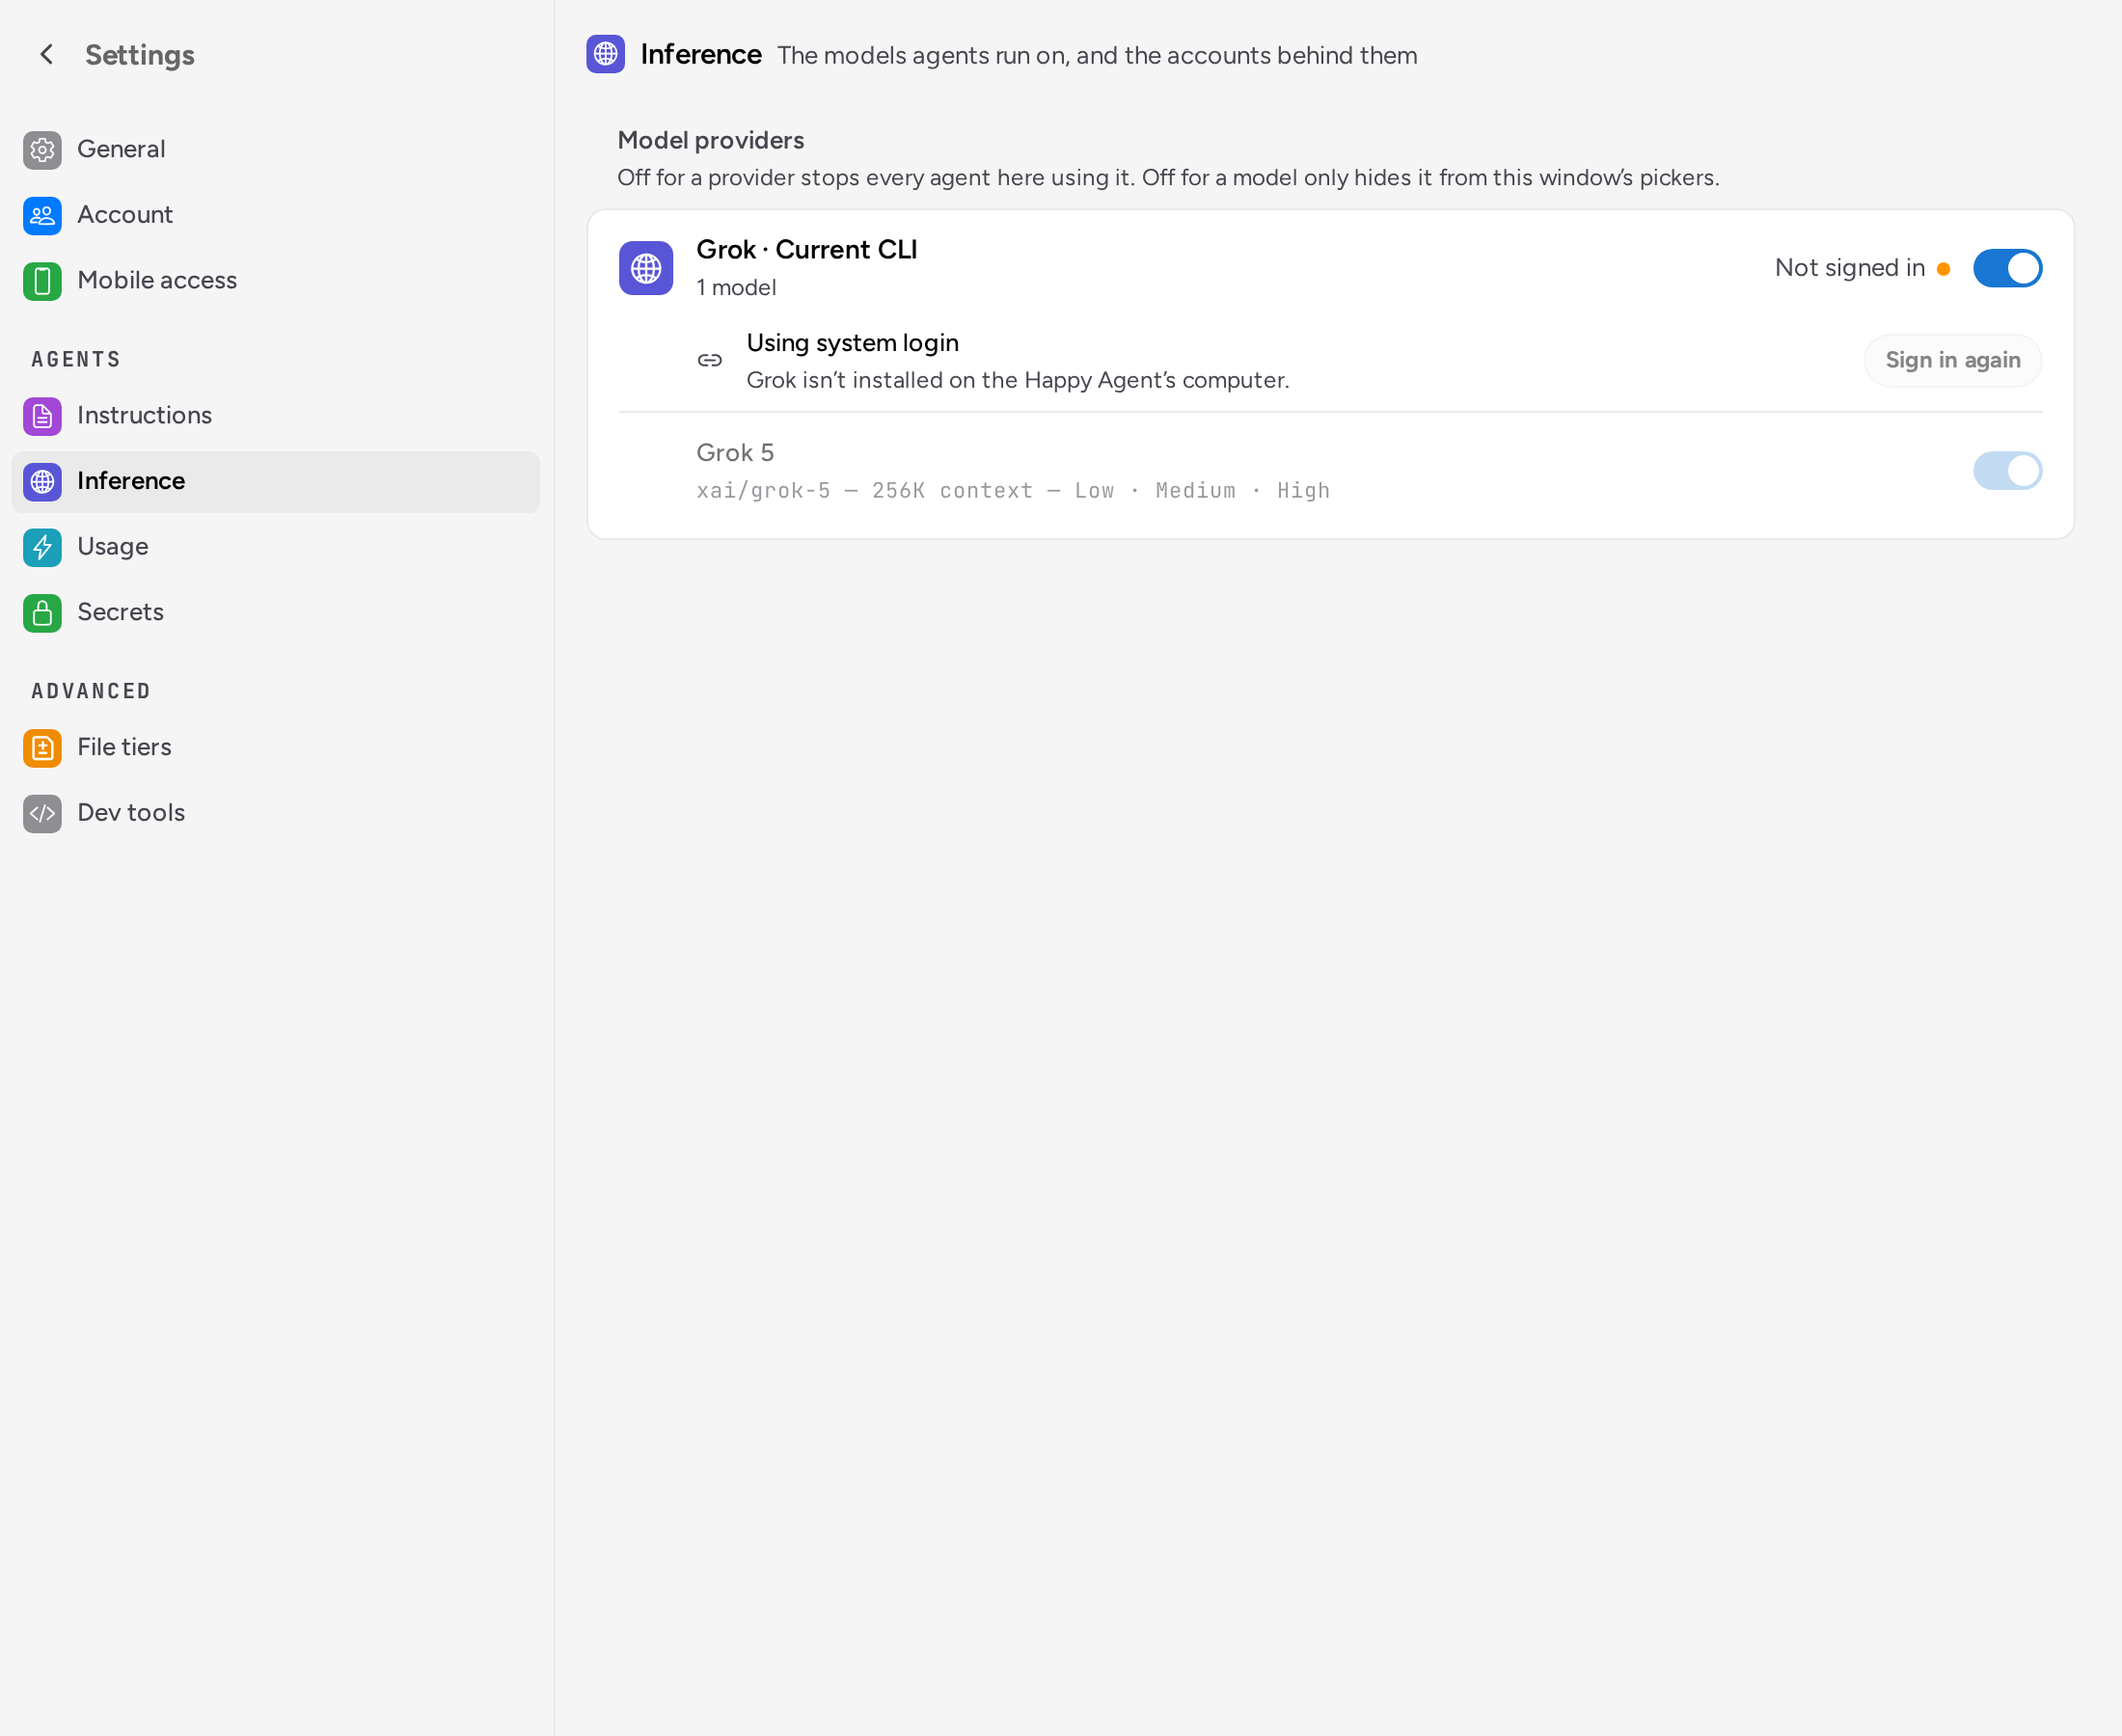 Settings
General
Account
Mobile access
AGENTS
Instructions
Inference
Usage
Secrets
ADVANCED
File tiers
Dev tools
Inference The models agents run on, and the accounts behind them
Model providers
Off for a provider stops every agent here using it. Off for a model only hides it from this window’s pickers.
Grok · Current CLI
1 model
Not signed in
Using system login
Grok isn’t installed on the Happy Agent’s computer.
Sign in again
Grok 5
xai/grok-5 — 256K context — Low · Medium · High